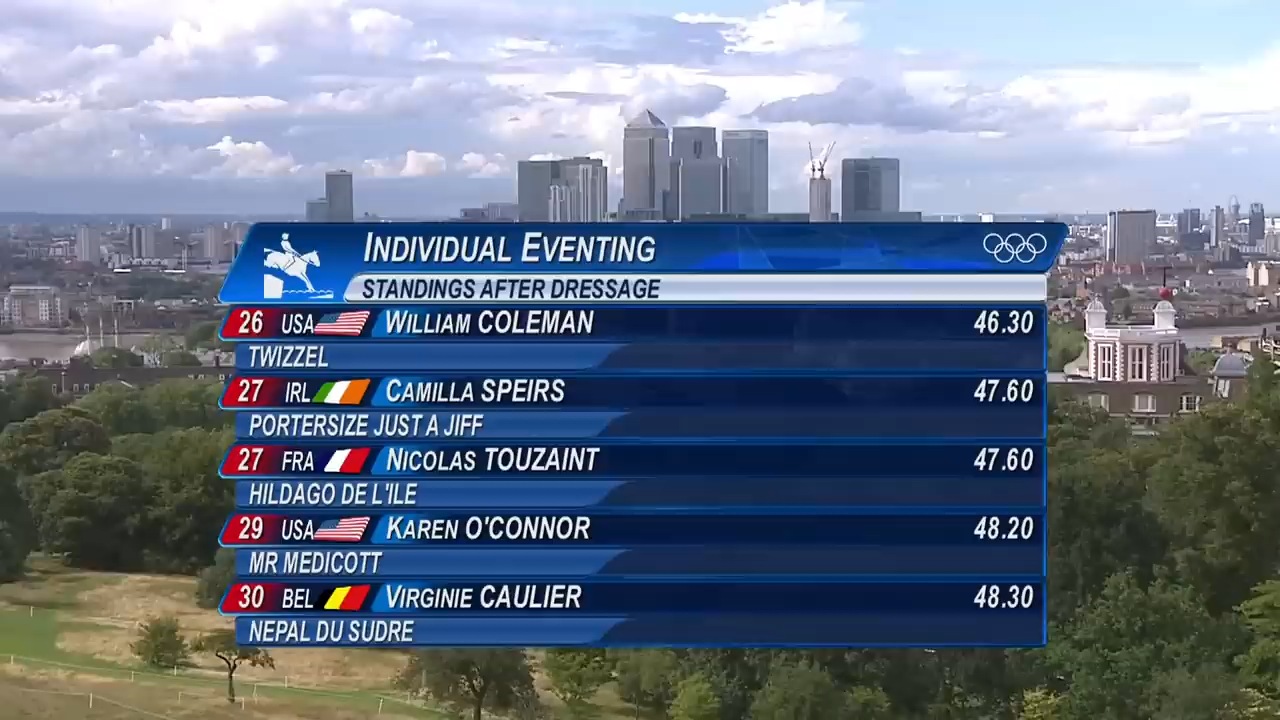 INDIVIDUAL EVENTING
STANDINGS AFTER DRESSAGE
26 USA WILLIAM COLEMAN 46.30
TWIZZEL
27 IRL CAMILLA SPEIRS 47.60
PORTERSIZE JUST A JIFF
27 FRA NICOLAS TOUZAINT 47.60
HILDAGO DE L'ILE
29 USA KAREN O'CONNOR 48.20
MR MEDICOTT
30 BEL VIRGINIE CAULIER 48.30
NEPAL DU SUDRE